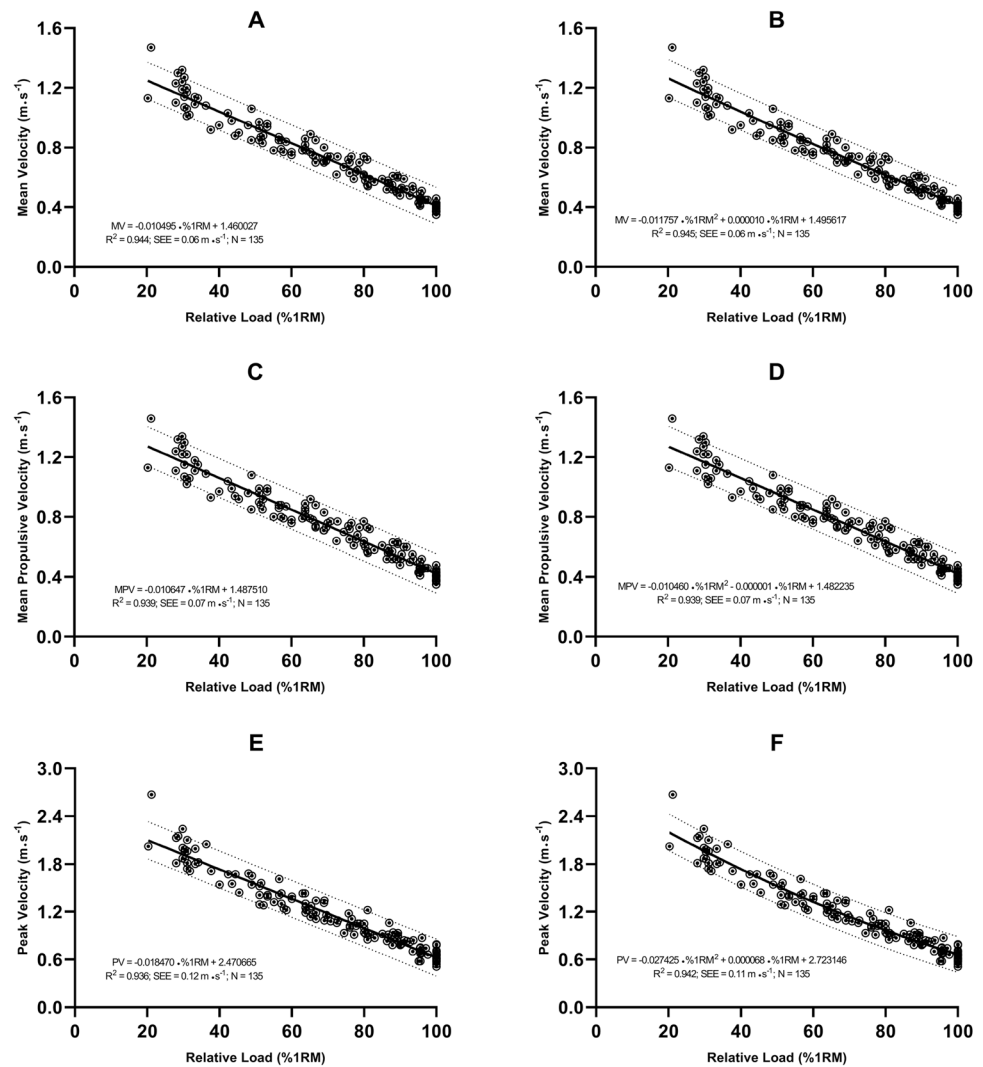 A
Mean Velocity (m.s-1)
1.6
1.2
0.8
0.4
0.0
MV = -0.010495 •%1RM + 1.460027
R2 = 0.944; SEE = 0.06 m •s-1; N = 135
0 20 40 60 80 100
Relative Load (%1RM)
B
Mean Velocity (m.s-1)
1.6
1.2
0.8
0.4
0.0
MV = -0.011757 •%1RM2 + 0.000010 •%1RM + 1.495617
R2 = 0.945; SEE = 0.06 m •s-1; N = 135
0 20 40 60 80 100
Relative Load (%1RM)
C
Mean Propulsive Velocity (m.s-1)
1.6
1.2
0.8
0.4
0.0
MPV = -0.010647 •%1RM + 1.487510
R2 = 0.939; SEE = 0.07 m •s-1; N = 135
0 20 40 60 80 100
Relative Load (%1RM)
D
Mean Propulsive Velocity (m.s-1)
1.6
1.2
0.8
0.4
0.0
MPV = -0.010460 •%1RM2 - 0.000001 •%1RM + 1.482235
R2 = 0.939; SEE = 0.07 m •s-1; N = 135
0 20 40 60 80 100
Relative Load (%1RM)
E
Peak Velocity (m.s-1)
3.0
2.4
1.8
1.2
0.6
0.0
PV = -0.018470 •%1RM + 2.470665
R2 = 0.936; SEE = 0.12 m •s-1; N = 135
0 20 40 60 80 100
Relative Load (%1RM)
F
Peak Velocity (m.s-1)
3.0
2.4
1.8
1.2
0.6
0.0
PV = -0.027425 •%1RM2 + 0.000068 •%1RM + 2.723146
R2 = 0.942; SEE = 0.11 m •s-1; N = 135
0 20 40 60 80 100
Relative Load (%1RM)